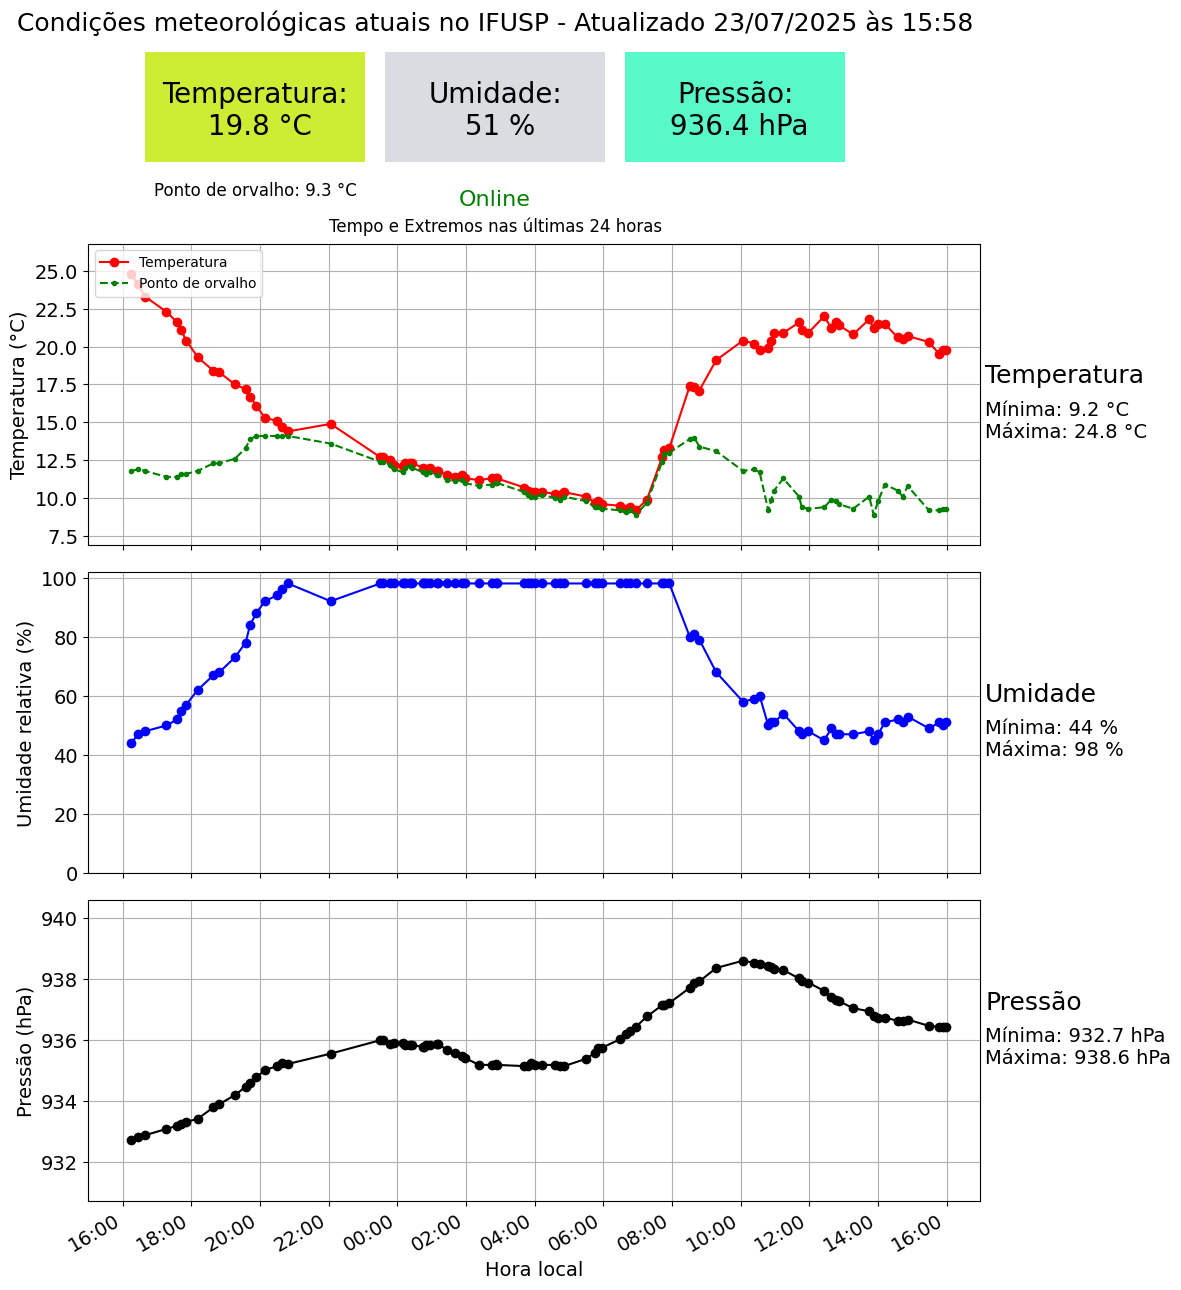 Condições meteorológicas atuais no IFUSP - Atualizado 23/07/2025 às 15:58
Temperatura:
19.8 °C
Umidade:
51 %
Pressão:
936.4 hPa
Ponto de orvalho: 9.3 °C
Online
Tempo e Extremos nas últimas 24 horas
Temperatura
Ponto de orvalho
Temperatura (°C)
25.0
22.5
20.0
17.5
15.0
12.5
10.0
7.5
Temperatura
Mínima: 9.2 °C
Máxima: 24.8 °C
Umidade relativa (%)
100
80
60
40
20
0
Umidade
Mínima: 44 %
Máxima: 98 %
Pressão (hPa)
940
938
936
934
932
Pressão
Mínima: 932.7 hPa
Máxima: 938.6 hPa
16:00 18:00 20:00 22:00 00:00 02:00 04:00 06:00 08:00 10:00 12:00 14:00 16:00
Hora local